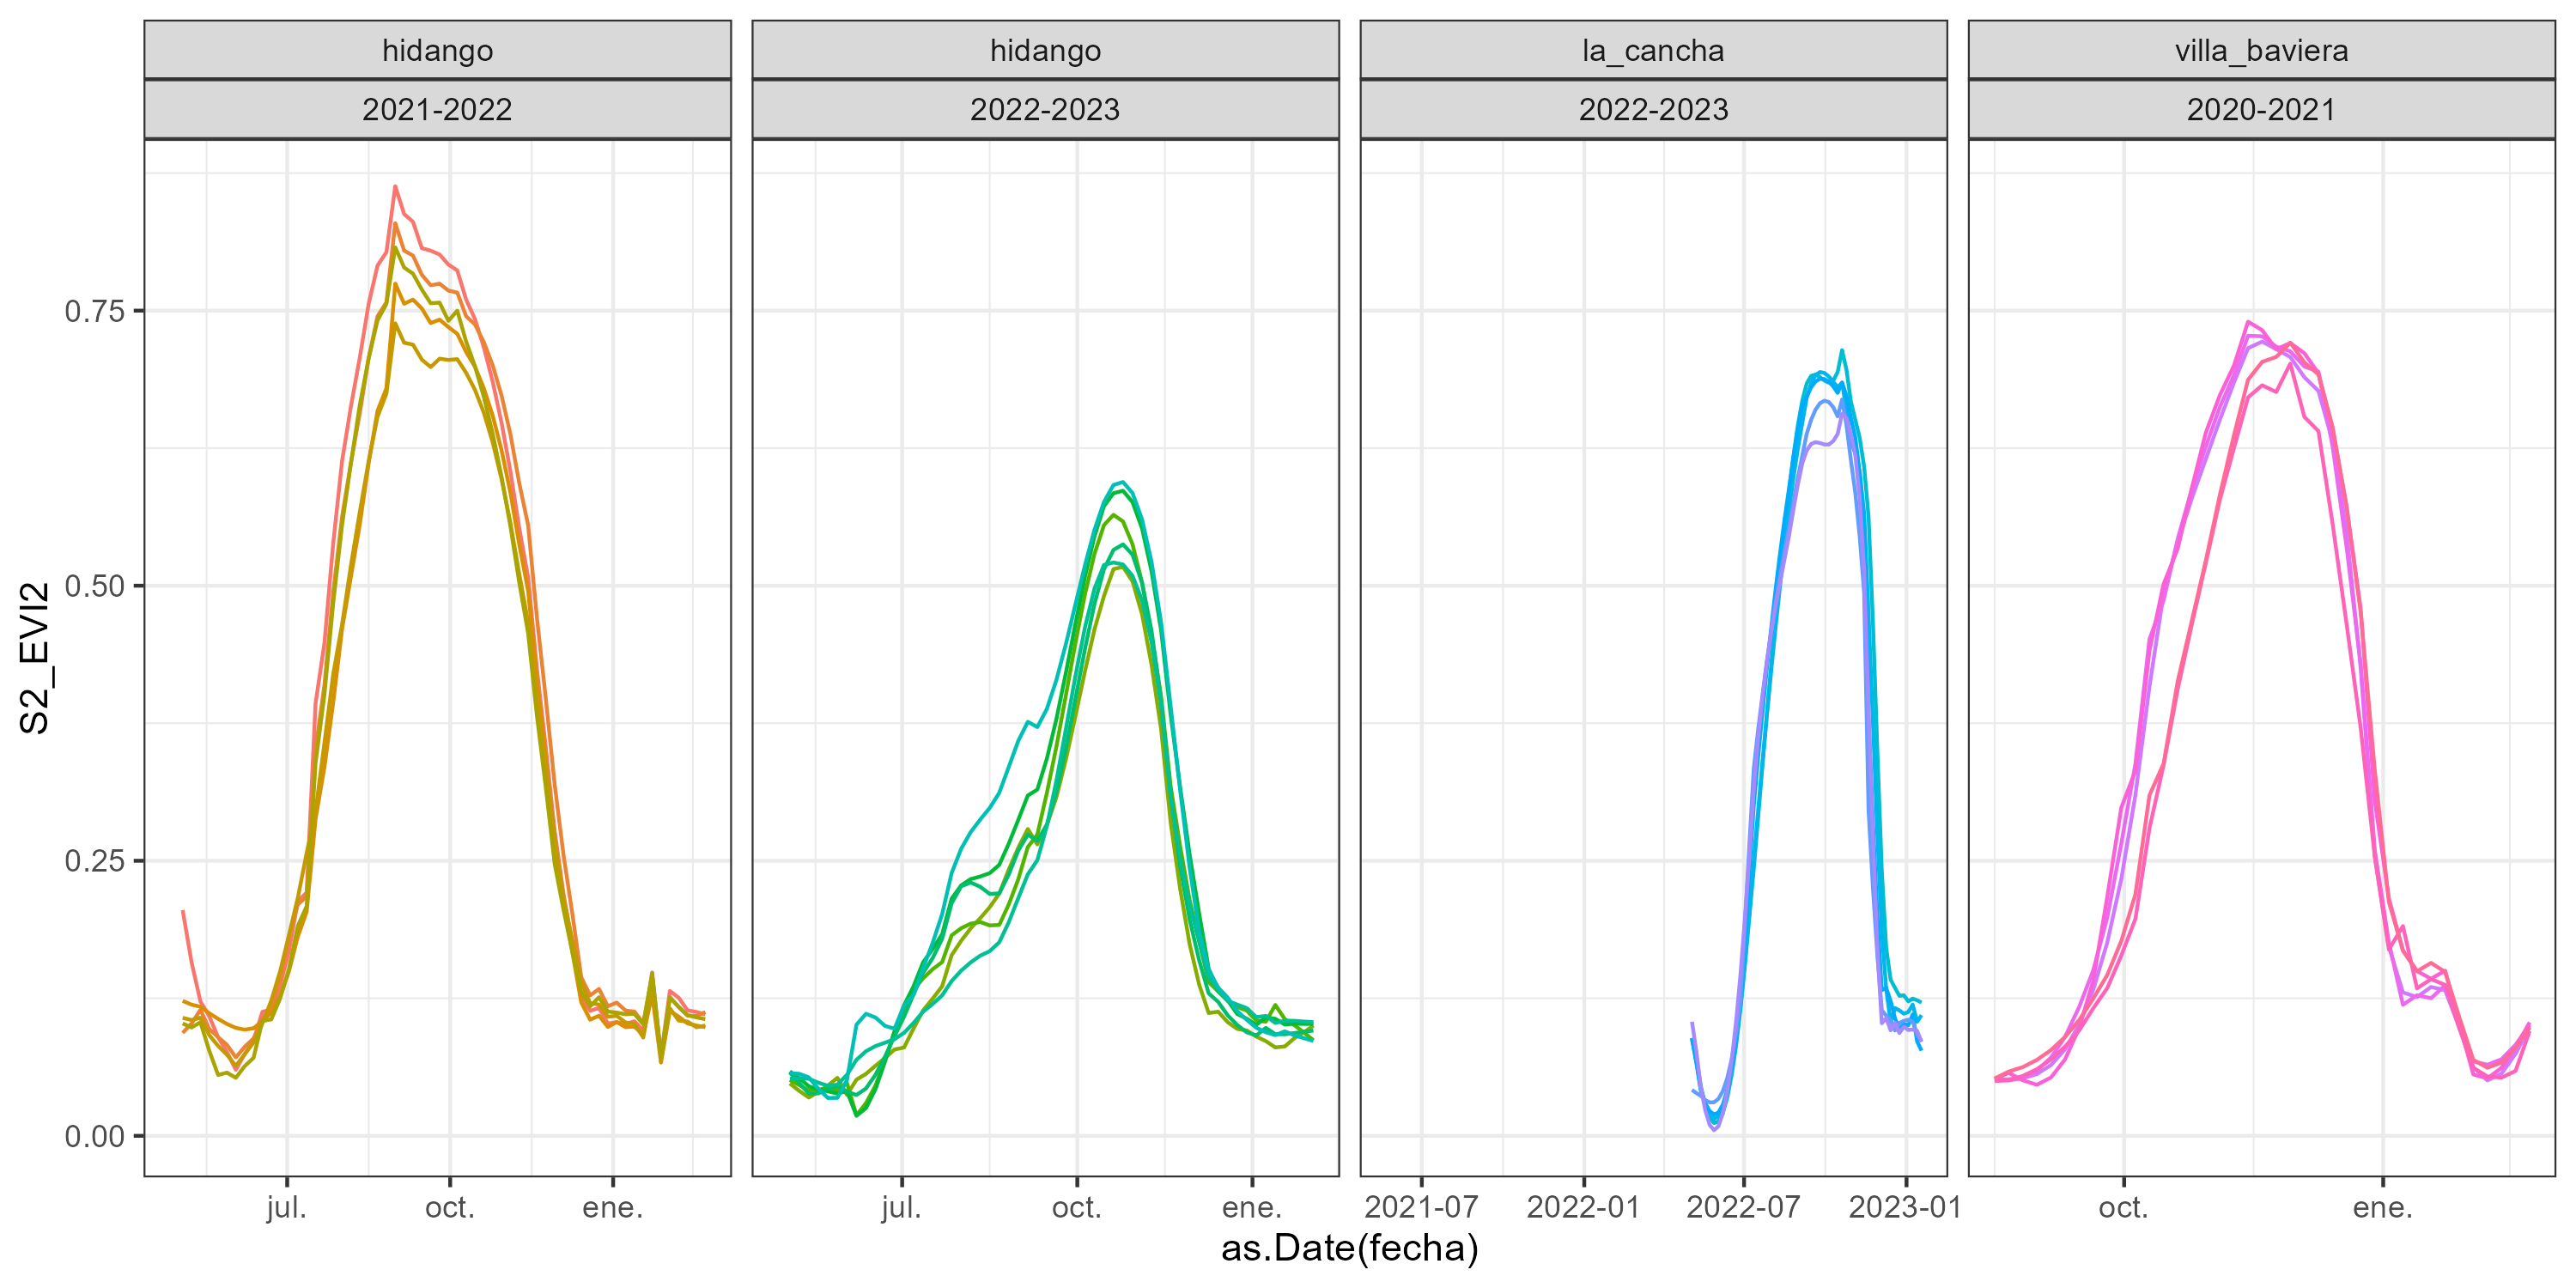 hidango hidango la_cancha villa_baviera
2021-2022 2022-2023 2022-2023 2020-2021
S2_EVI2
0.75
0.50
0.25
0.00
jul. oct. ene. jul. oct. ene. 2021-07 2022-01 2022-07 2023-01 oct. ene.
as.Date(fecha)